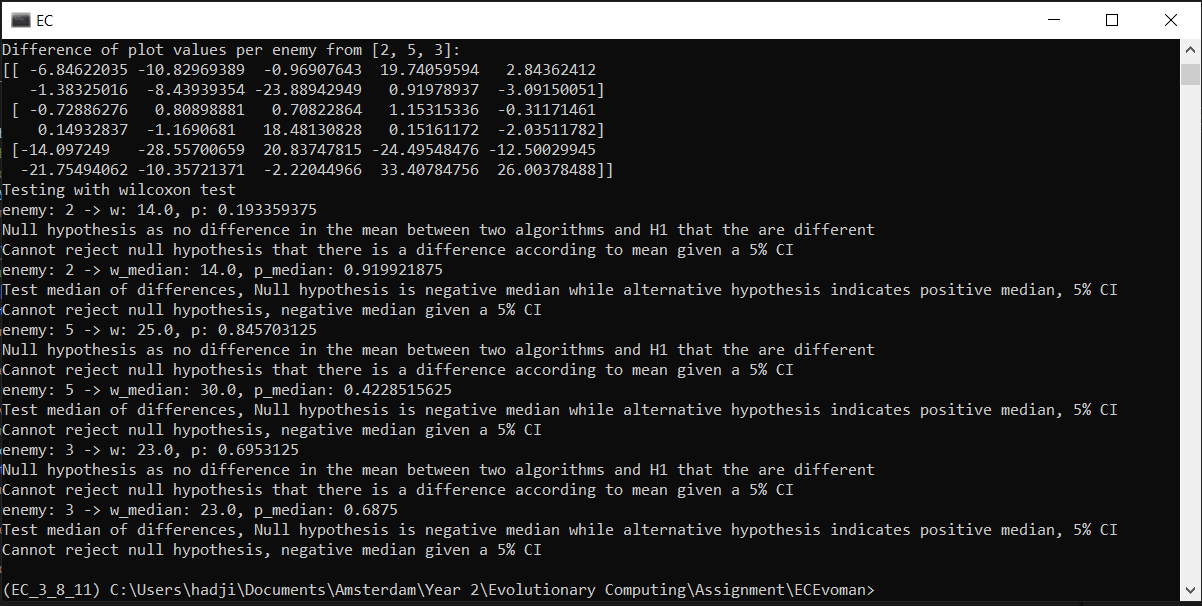 EC
Difference of plot values per enemy from [2, 5, 3]:
[[ -6.84622035 -10.82969389  -0.96907643  19.74059594   2.84362412
   -1.38325016  -8.43939354 -23.88942949   0.91978937  -3.09150051]
 [ -0.72886276   0.80898881   0.70822864   1.15315336  -0.31171461
    0.14932837  -1.1690681   18.48130828   0.15161172  -2.03511782]
 [-14.097249   -28.55700659  20.83747815 -24.49548476 -12.50029945
  -21.75494062 -10.35721371  -2.22044966  33.40784756  26.00378488]]
Testing with wilcoxon test
enemy: 2 -> w: 14.0, p: 0.193359375
Null hypothesis as no difference in the mean between two algorithms and H1 that the are different
Cannot reject null hypothesis that there is a difference according to mean given a 5% CI
enemy: 2 -> w_median: 14.0, p_median: 0.919921875
Test median of differences, Null hypothesis is negative median while alternative hypothesis indicates positive median, 5% CI
Cannot reject null hypothesis, negative median given a 5% CI
enemy: 5 -> w: 25.0, p: 0.845703125
Null hypothesis as no difference in the mean between two algorithms and H1 that the are different
Cannot reject null hypothesis that there is a difference according to mean given a 5% CI
enemy: 5 -> w_median: 30.0, p_median: 0.4228515625
Test median of differences, Null hypothesis is negative median while alternative hypothesis indicates positive median, 5% CI
Cannot reject null hypothesis, negative median given a 5% CI
enemy: 3 -> w: 23.0, p: 0.6953125
Null hypothesis as no difference in the mean between two algorithms and H1 that the are different
Cannot reject null hypothesis that there is a difference according to mean given a 5% CI
enemy: 3 -> w_median: 23.0, p_median: 0.6875
Test median of differences, Null hypothesis is negative median while alternative hypothesis indicates positive median, 5% CI
Cannot reject null hypothesis, negative median given a 5% CI
(EC_3_8_11) C:\Users\hadji\Documents\Amsterdam\Year 2\Evolutionary Computing\Assignment\ECEvoman>